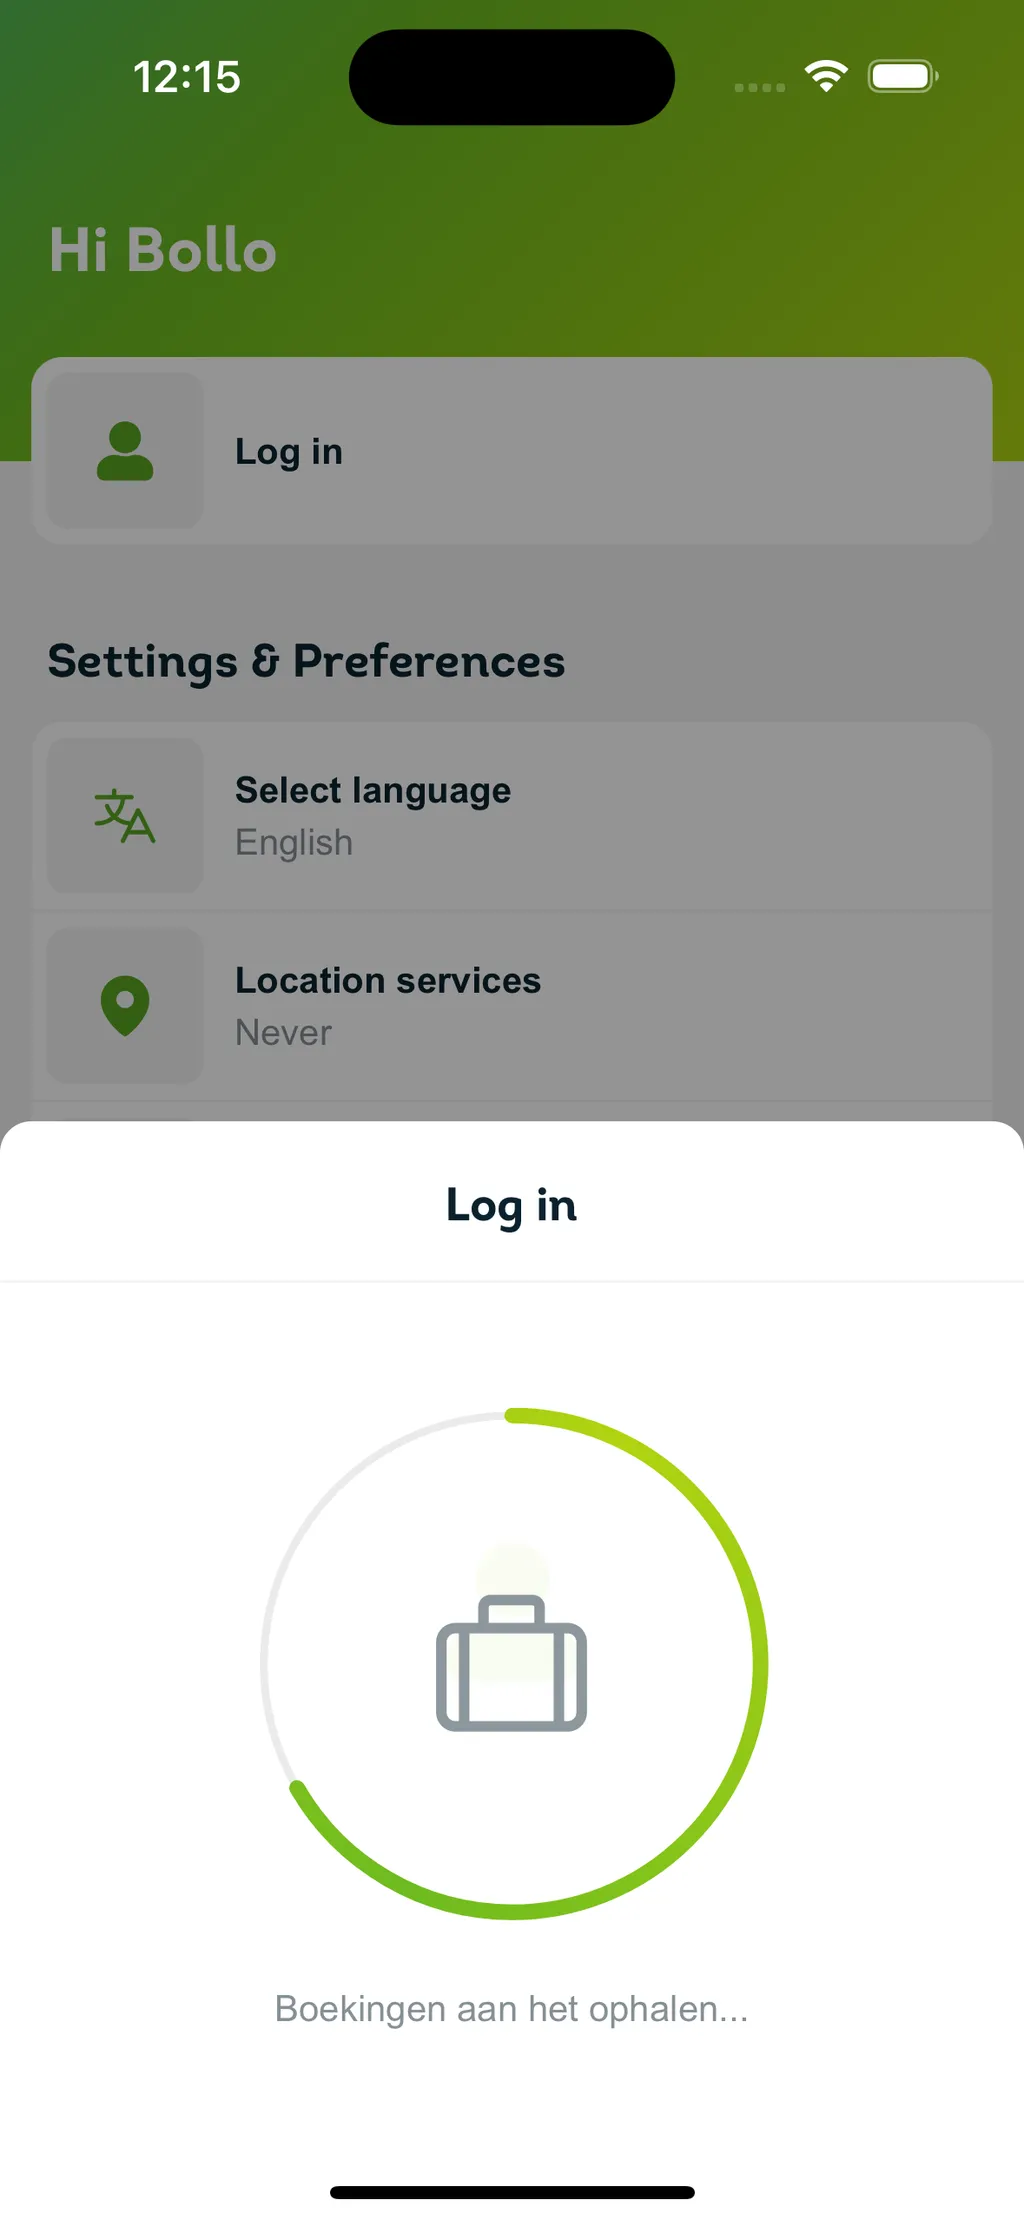 12:15
Hi Bollo
Log in
Settings & Preferences
Select language
English
Location services
Never
Log in
Boekingen aan het ophalen...